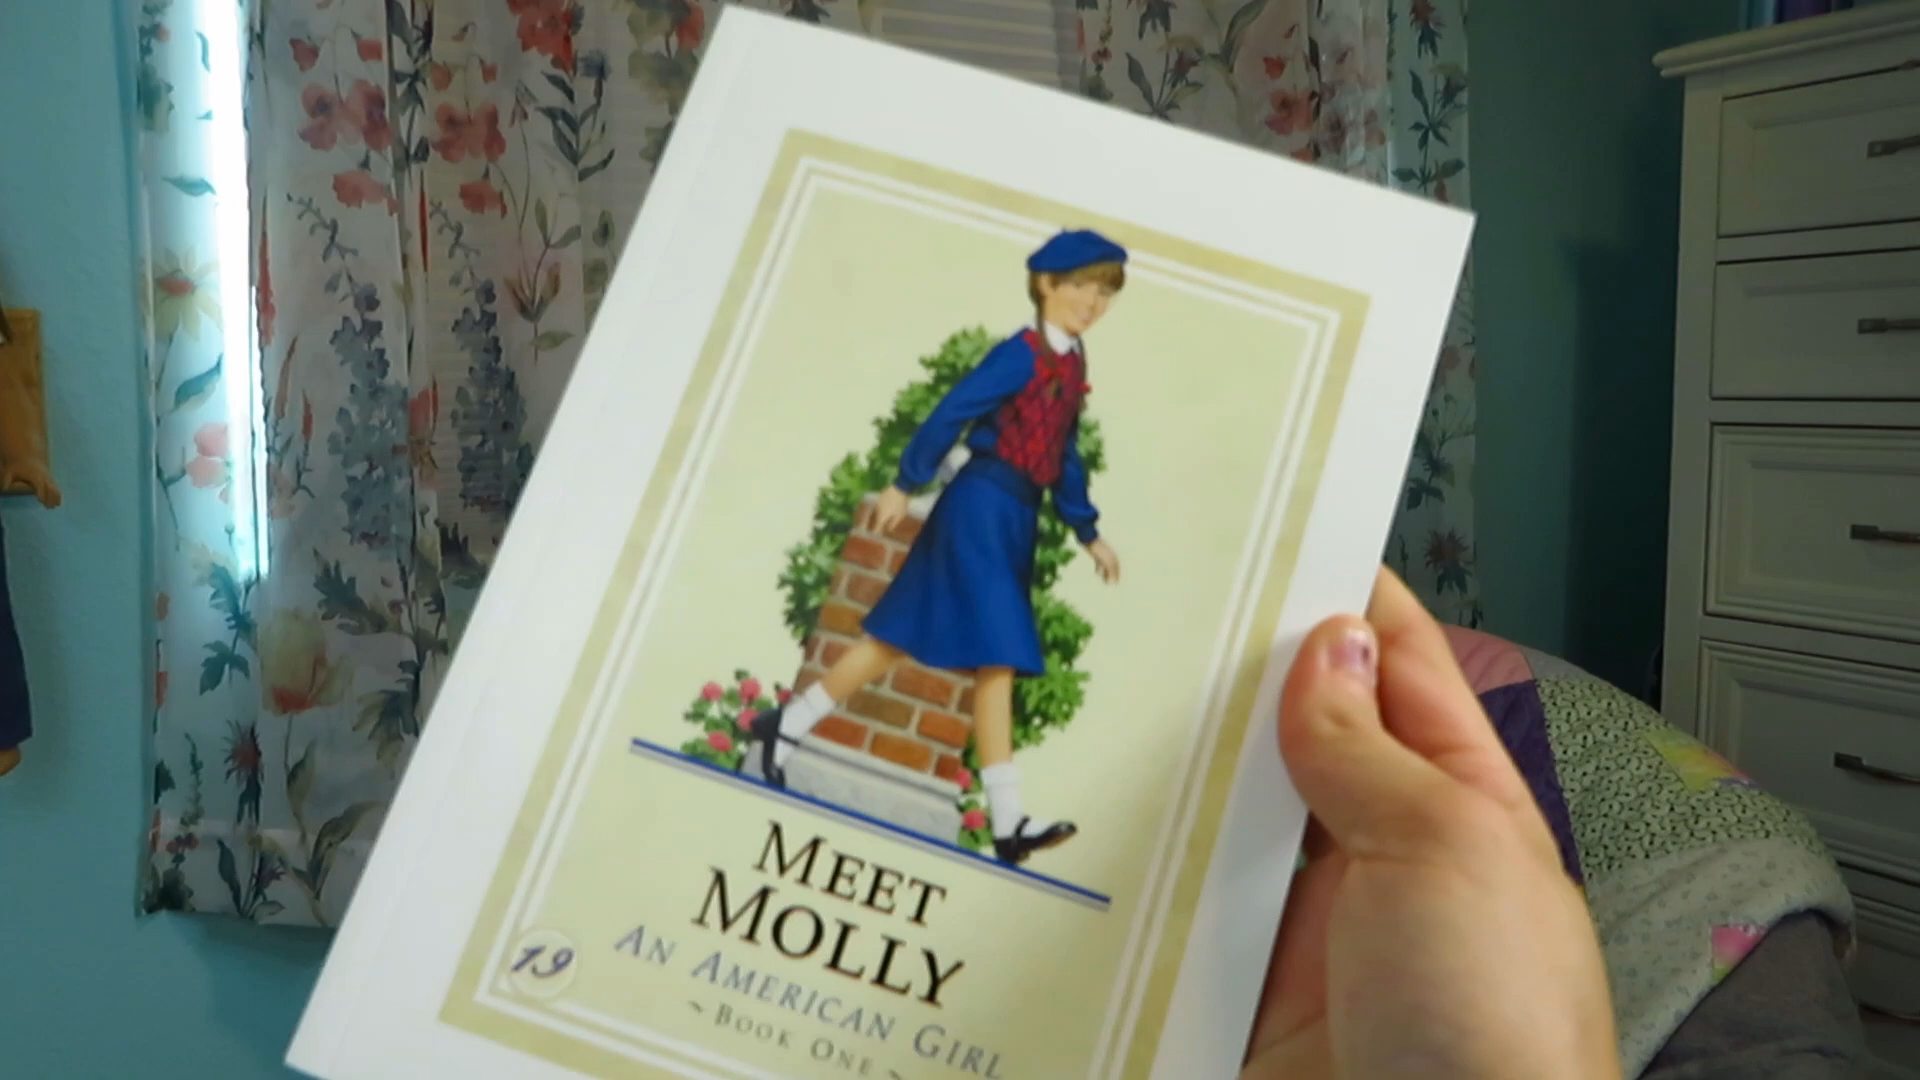 MEET
MOLLY
AN AMERICAN GIRL
~BOOK ONE~
19